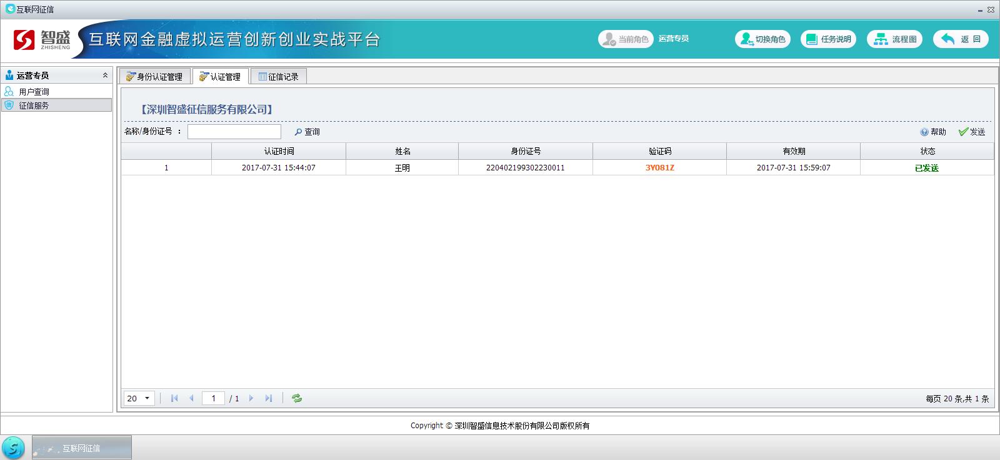 互联网征信
智盛
ZHISHENG
互联网金融虚拟运营创新创业实战平台
当前角色 运营专员 切换角色 任务说明 流程图 返 回
运营专员
用户查询
征信服务
身份认证管理 认证管理 征信记录
【深圳智盛征信服务有限公司】
名称/身份证号 : 查询 帮助 发送
认证时间 姓名 身份证号 验证码 有效期 状态
1 2017-07-31 15:44:07 王明 220402199302230011 3Y081Z 2017-07-31 15:59:07 已发送
20 1 / 1 每页 20 条,共 1 条
Copyright © 深圳智盛信息技术股份有限公司版权所有
互联网征信